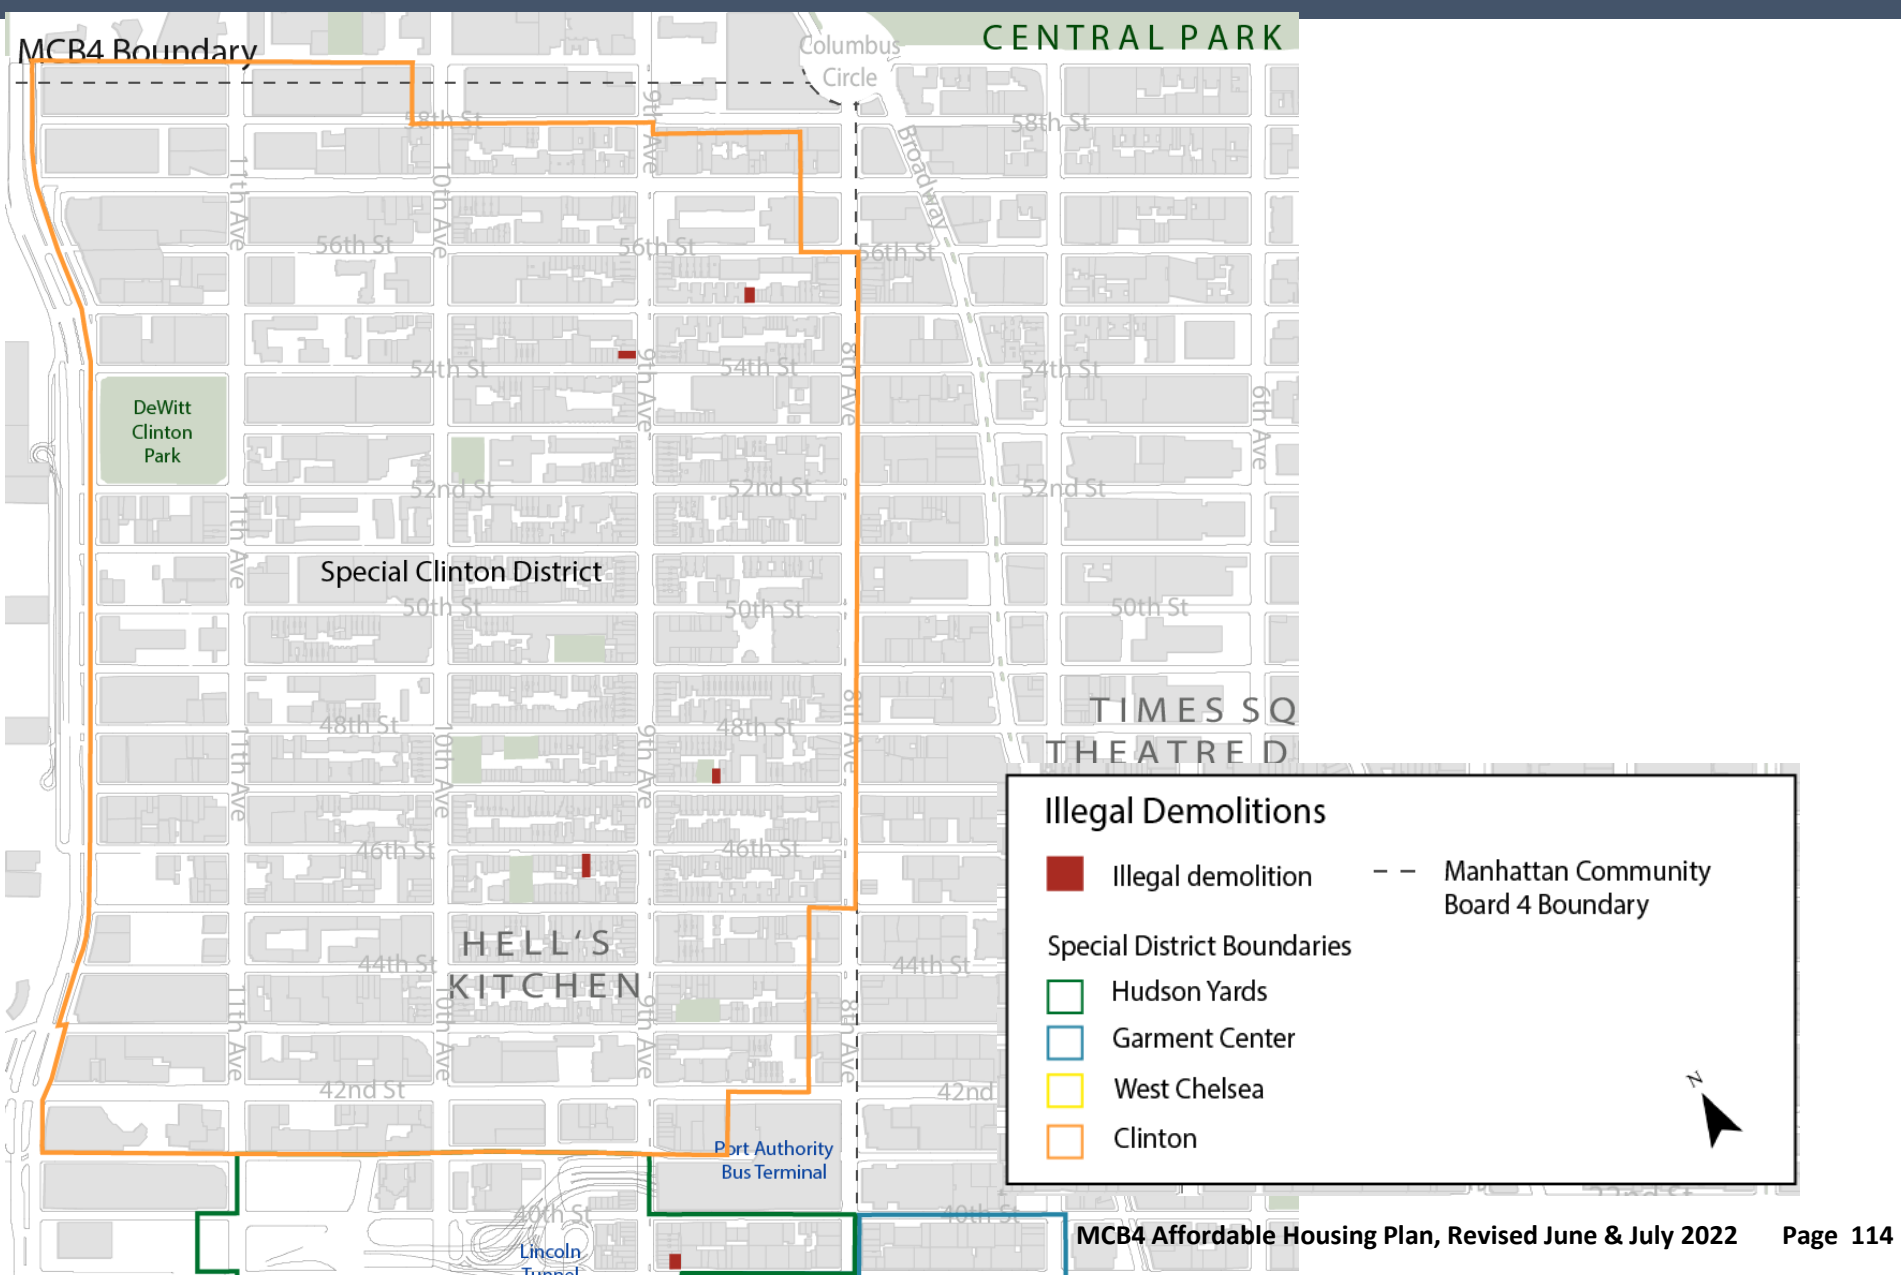 MCB4 Boundary
Columbus
Circle
CENTRAL PARK
58th St
9th Ave
58th St
Broadway
11th Ave
10th Ave
56th St
56th St
56th St
54th St
9th Ave
54th St
8th Ave
54th St
6th Ave
DeWitt
Clinton
Park
52nd St
52nd St
52nd St
11th Ave
Special Clinton District
50th St
50th St
50th St
48th St
48th St
8th Ave
TIMES SQ
THEATRE D
11th Ave
10th Ave
9th Ave
46th St
46th St
HELL'S
KITCHEN
44th St
44th St
11th Ave
10th Ave
9th Ave
8th Ave
42nd St
42nd
Port Authority
Bus Terminal
40th St
40th St
Lincoln
Tunnel
Illegal Demolitions
Illegal demolition
Manhattan Community
Board 4 Boundary
Special District Boundaries
Hudson Yards
Garment Center
West Chelsea
Clinton
N
MCB4 Affordable Housing Plan, Revised June & July 2022 Page 114